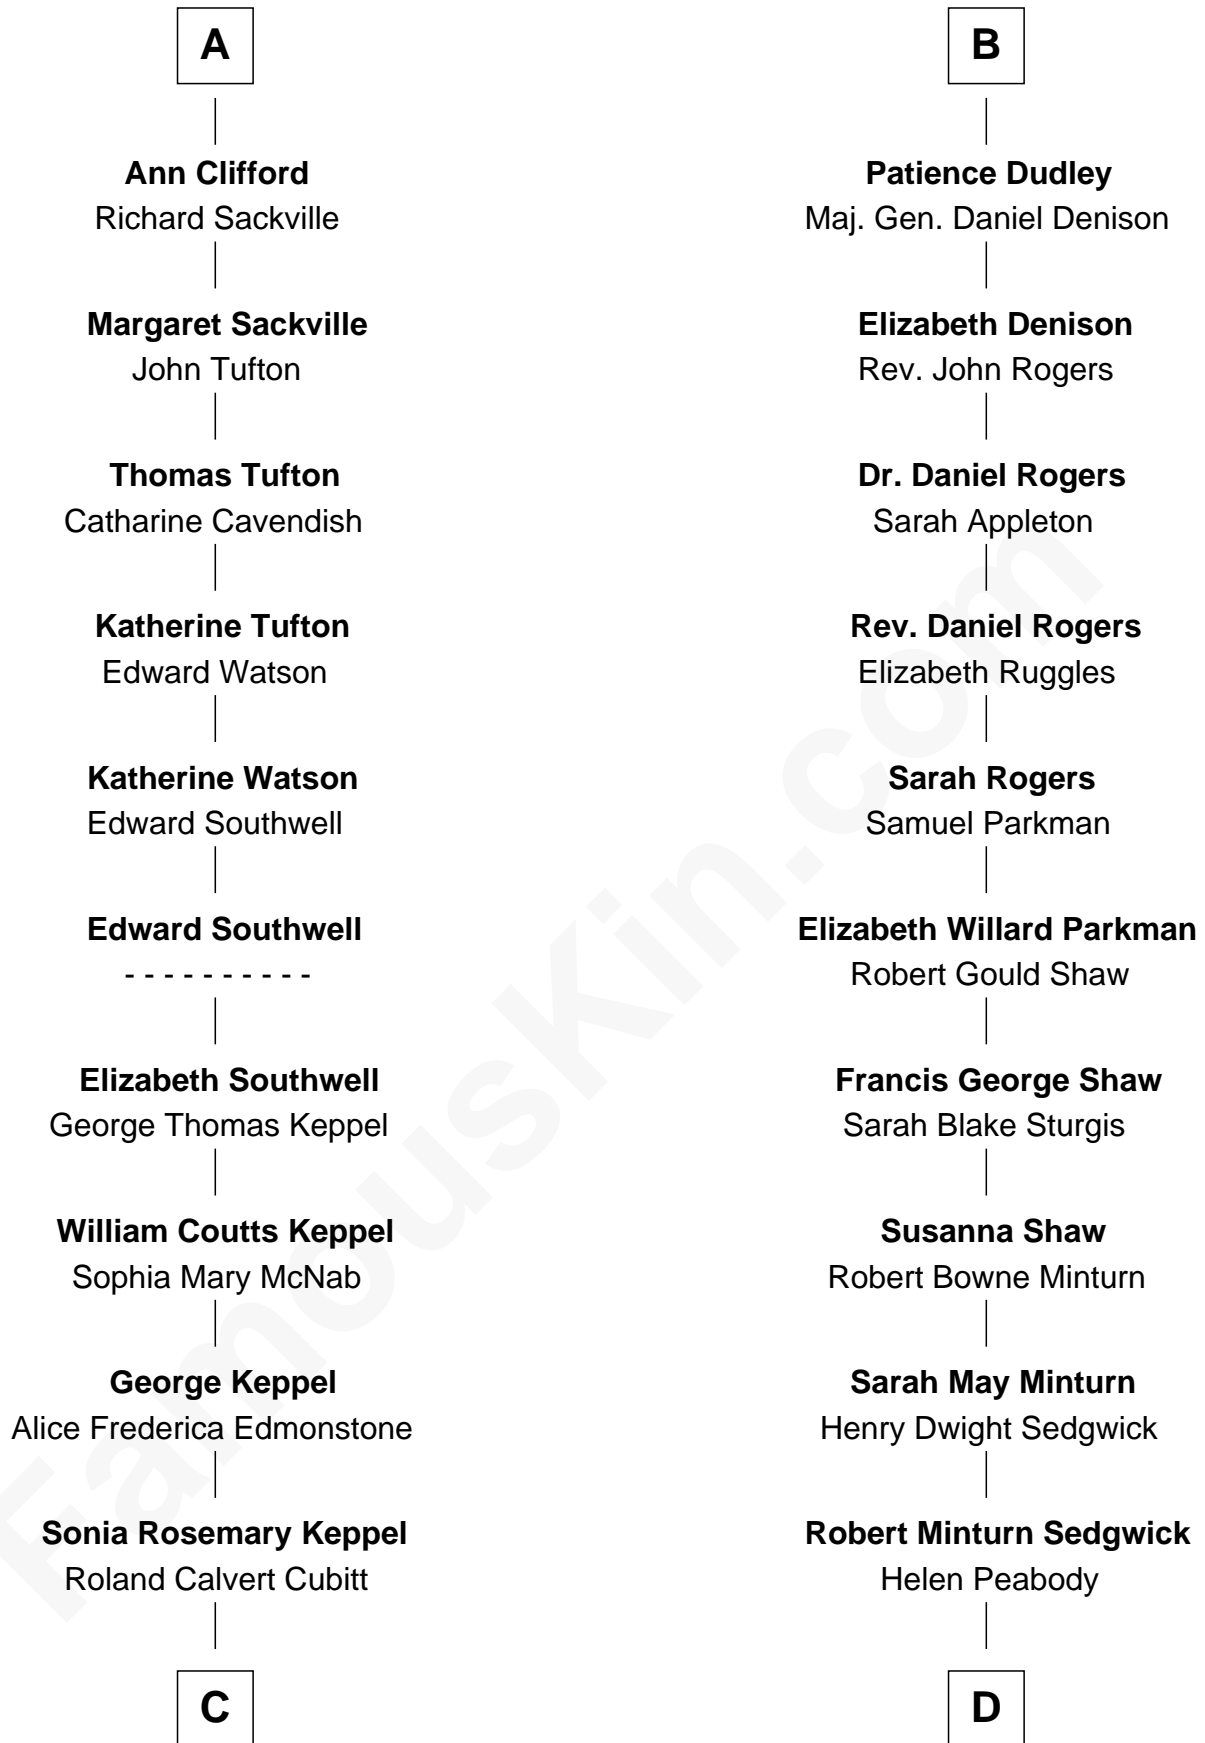 A
Ann Clifford
Richard Sackville
Margaret Sackville
John Tufton
Thomas Tufton
Catharine Cavendish
Katherine Tufton
Edward Watson
Katherine Watson
Edward Southwell
Edward Southwell
- - - - - - - - - -
Elizabeth Southwell
George Thomas Keppel
William Coutts Keppel
Sophia Mary McNab
George Keppel
Alice Frederica Edmonstone
Sonia Rosemary Keppel
Roland Calvert Cubitt
C
B
Patience Dudley
Maj. Gen. Daniel Denison
Elizabeth Denison
Rev. John Rogers
Dr. Daniel Rogers
Sarah Appleton
Rev. Daniel Rogers
Elizabeth Ruggles
Sarah Rogers
Samuel Parkman
Elizabeth Willard Parkman
Robert Gould Shaw
Francis George Shaw
Sarah Blake Sturgis
Susanna Shaw
Robert Bowne Minturn
Sarah May Minturn
Henry Dwight Sedgwick
Robert Minturn Sedgwick
Helen Peabody
D
FamousKin.com